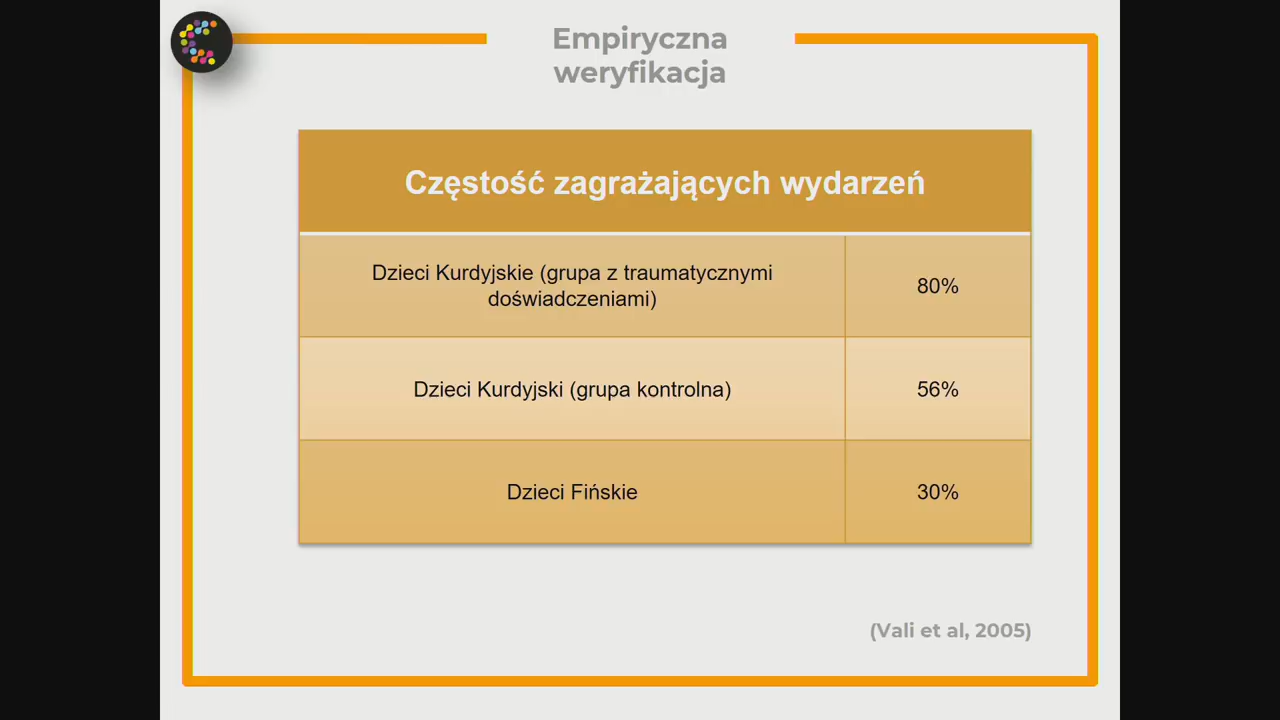 Empiryczna
weryfikacja
Częstość zagrażających wydarzeń
Dzieci Kurdyjskie (grupa z traumatycznymi
doświadczeniami)
80%
Dzieci Kurdyjski (grupa kontrolna)
56%
Dzieci Fińskie
30%
(Vali et al, 2005)